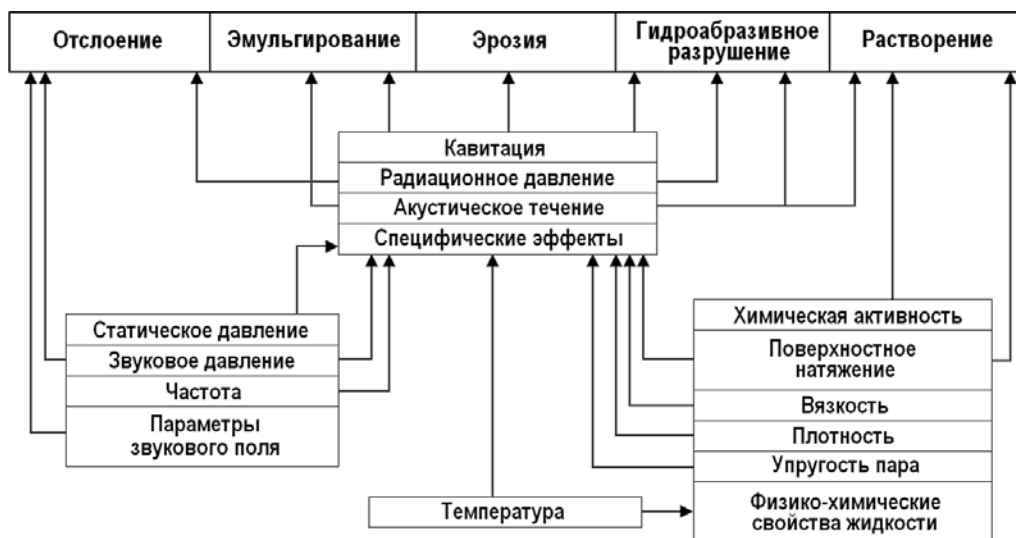 Отслоение
Эмульгирование
Эрозия
Гидроабразивное
разрушение
Растворение
Кавитация
Радиационное давление
Акустическое течение
Специфические эффекты
Статическое давление
Звуковое давление
Частота
Параметры
звукового поля
Химическая активность
Поверхностное
натяжение
Вязкость
Плотность
Упругость пара
Физико-химические
свойства жидкости
Температура